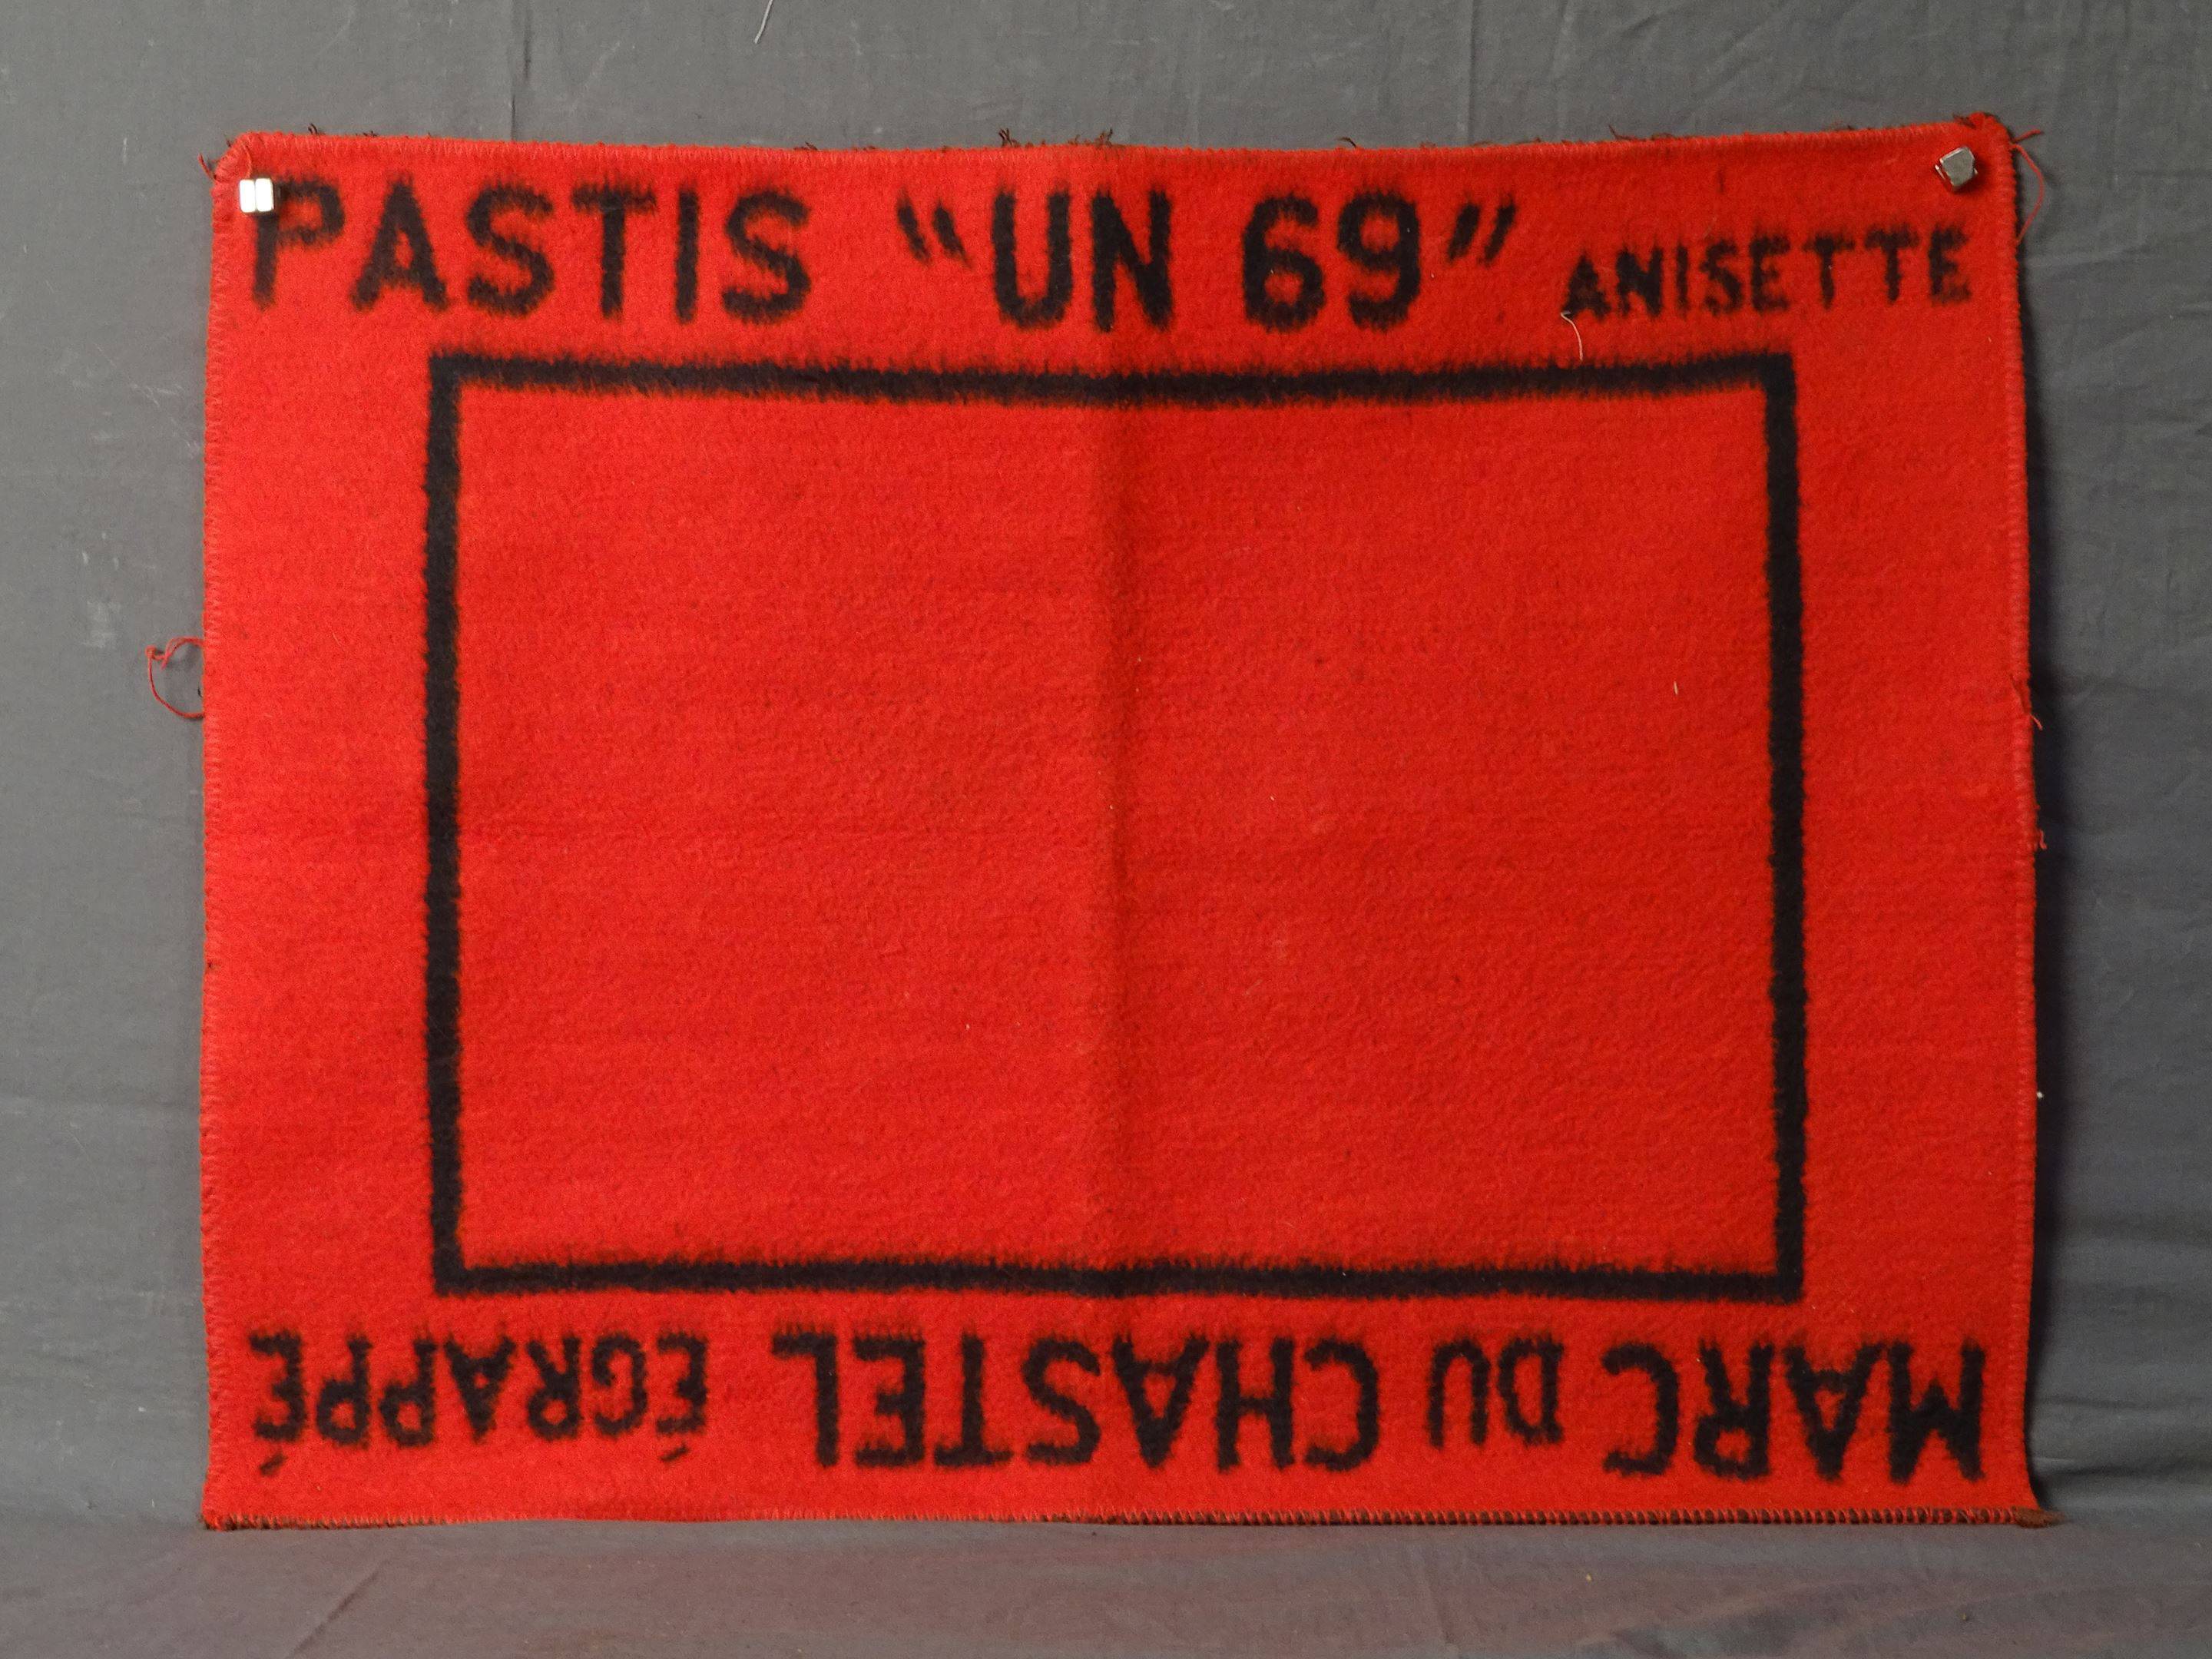 PASTIS "UN 69" ANISETTE
MARC DU CHASTEL ÉGRAPPÉ